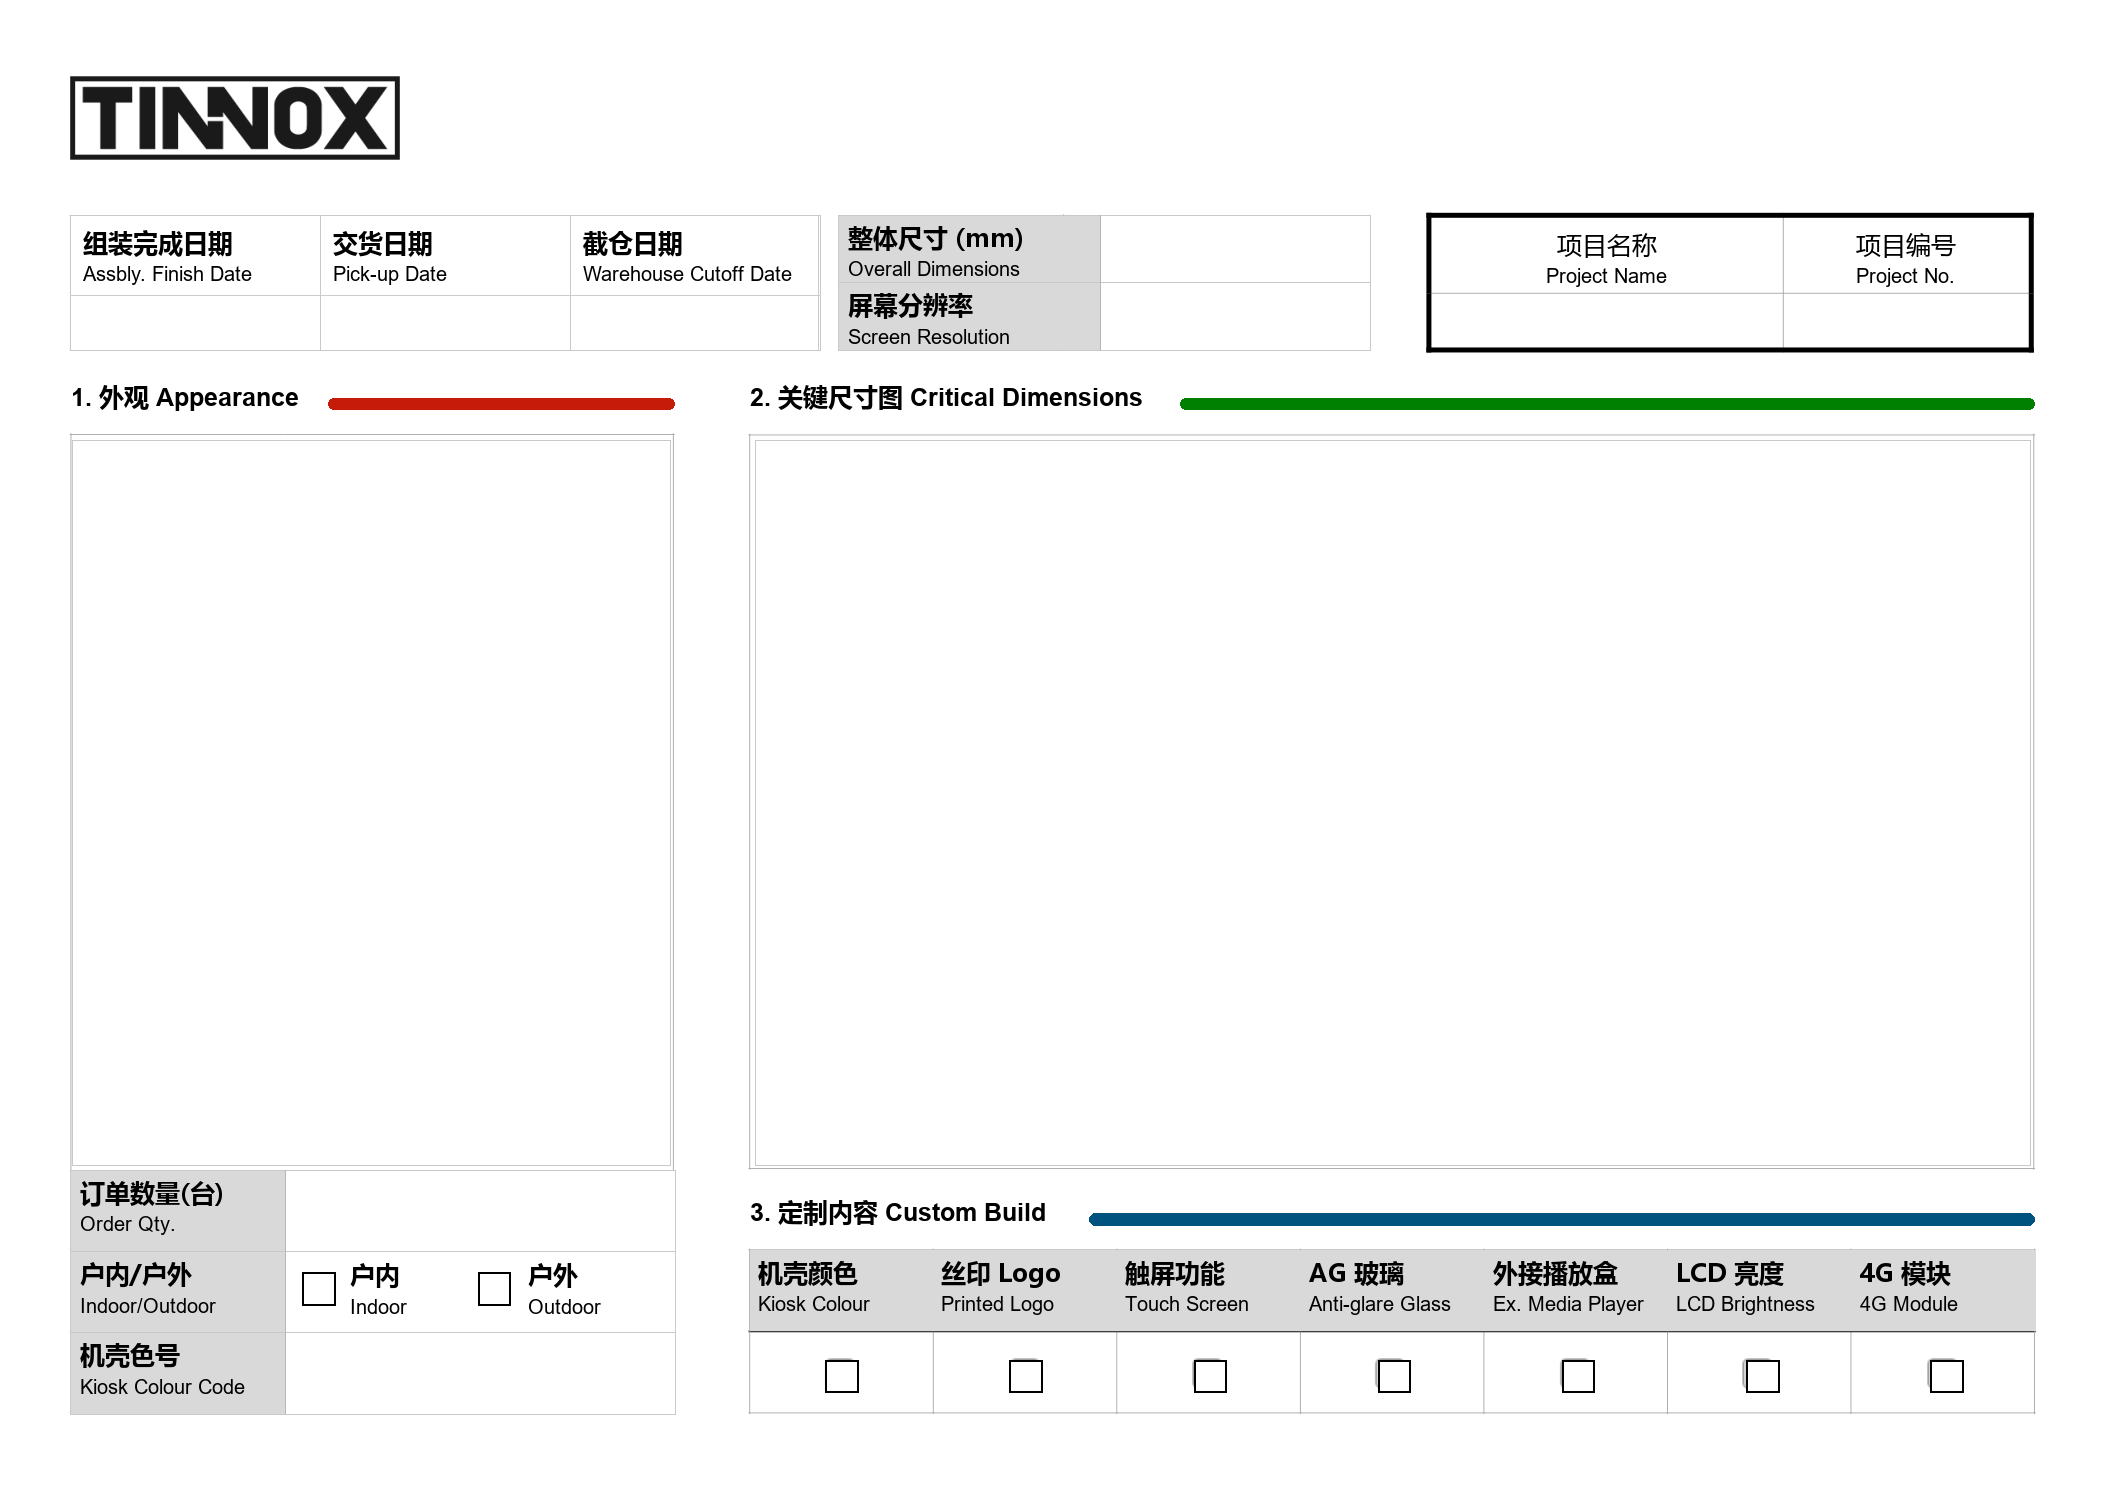 TINNOX
组装完成日期
Assbly. Finish Date
交货日期
Pick-up Date
截仓日期
Warehouse Cutoff Date
整体尺寸 (mm)
Overall Dimensions
屏幕分辨率
Screen Resolution
项目名称
Project Name
项目编号
Project No.
1. 外观 Appearance
2. 关键尺寸图 Critical Dimensions
订单数量(台)
Order Qty.
户内/户外
Indoor/Outdoor
户内
Indoor
户外
Outdoor
机壳色号
Kiosk Colour Code
3. 定制内容 Custom Build
机壳颜色
Kiosk Colour
丝印 Logo
Printed Logo
触屏功能
Touch Screen
AG 玻璃
Anti-glare Glass
外接播放盒
Ex. Media Player
LCD 亮度
LCD Brightness
4G 模块
4G Module